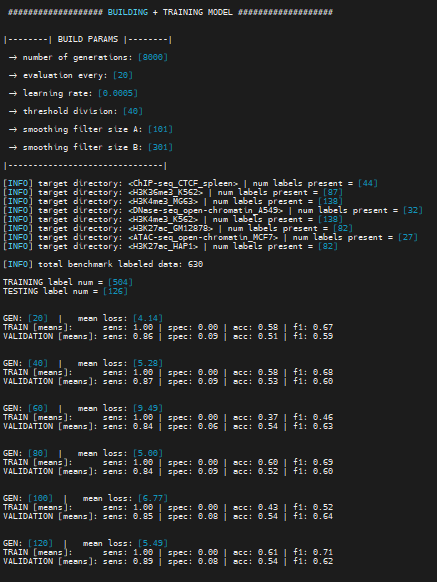 ################### BUILDING + TRAINING MODEL ###################
|--------| BUILD PARAMS |--------|
→ number of generations: [8000]
→ evaluation every: [20]
→ learning rate: [0.0005]
→ threshold division: [40]
→ smoothing filter size A: [101]
→ smoothing filter size B: [301]
|-------------------------------|
[INFO] target directory: <ChIP-seq_CTCF_spleen> | num labels present = [44]
[INFO] target directory: <H3K36me3_K562> | num labels present = [87]
[INFO] target directory: <H3K4me3_MG63> | num labels present = [138]
[INFO] target directory: <DNase-seq_open-chromatin_A549> | num labels present = [32]
[INFO] target directory: <H3K4me3_K562> | num labels present = [138]
[INFO] target directory: <H3K27ac_GM12878> | num labels present = [82]
[INFO] target directory: <ATAC-seq_open-chromatin_MCF7> | num labels present = [27]
[INFO] target directory: <H3K27ac_HAP1> | num labels present = [82]
[INFO] total benchmark labeled data: 630
TRAINING label num = [504]
TESTING label num = [126]
GEN: [20] | mean loss: [4.14]
TRAIN [means]: sens: 1.00 | spec: 0.00 | acc: 0.58 | f1: 0.67
VALIDATION [means]: sens: 0.86 | spec: 0.09 | acc: 0.51 | f1: 0.59
GEN: [40] | mean loss: [5.28]
TRAIN [means]: sens: 1.00 | spec: 0.00 | acc: 0.58 | f1: 0.68
VALIDATION [means]: sens: 0.87 | spec: 0.09 | acc: 0.53 | f1: 0.60
GEN: [60] | mean loss: [9.49]
TRAIN [means]: sens: 1.00 | spec: 0.00 | acc: 0.37 | f1: 0.46
VALIDATION [means]: sens: 0.84 | spec: 0.06 | acc: 0.54 | f1: 0.63
GEN: [80] | mean loss: [5.00]
TRAIN [means]: sens: 1.00 | spec: 0.00 | acc: 0.60 | f1: 0.69
VALIDATION [means]: sens: 0.84 | spec: 0.09 | acc: 0.52 | f1: 0.60
GEN: [100] | mean loss: [6.77]
TRAIN [means]: sens: 1.00 | spec: 0.00 | acc: 0.43 | f1: 0.52
VALIDATION [means]: sens: 0.85 | spec: 0.08 | acc: 0.54 | f1: 0.64
GEN: [120] | mean loss: [5.49]
TRAIN [means]: sens: 1.00 | spec: 0.00 | acc: 0.61 | f1: 0.71
VALIDATION [means]: sens: 0.89 | spec: 0.08 | acc: 0.54 | f1: 0.62